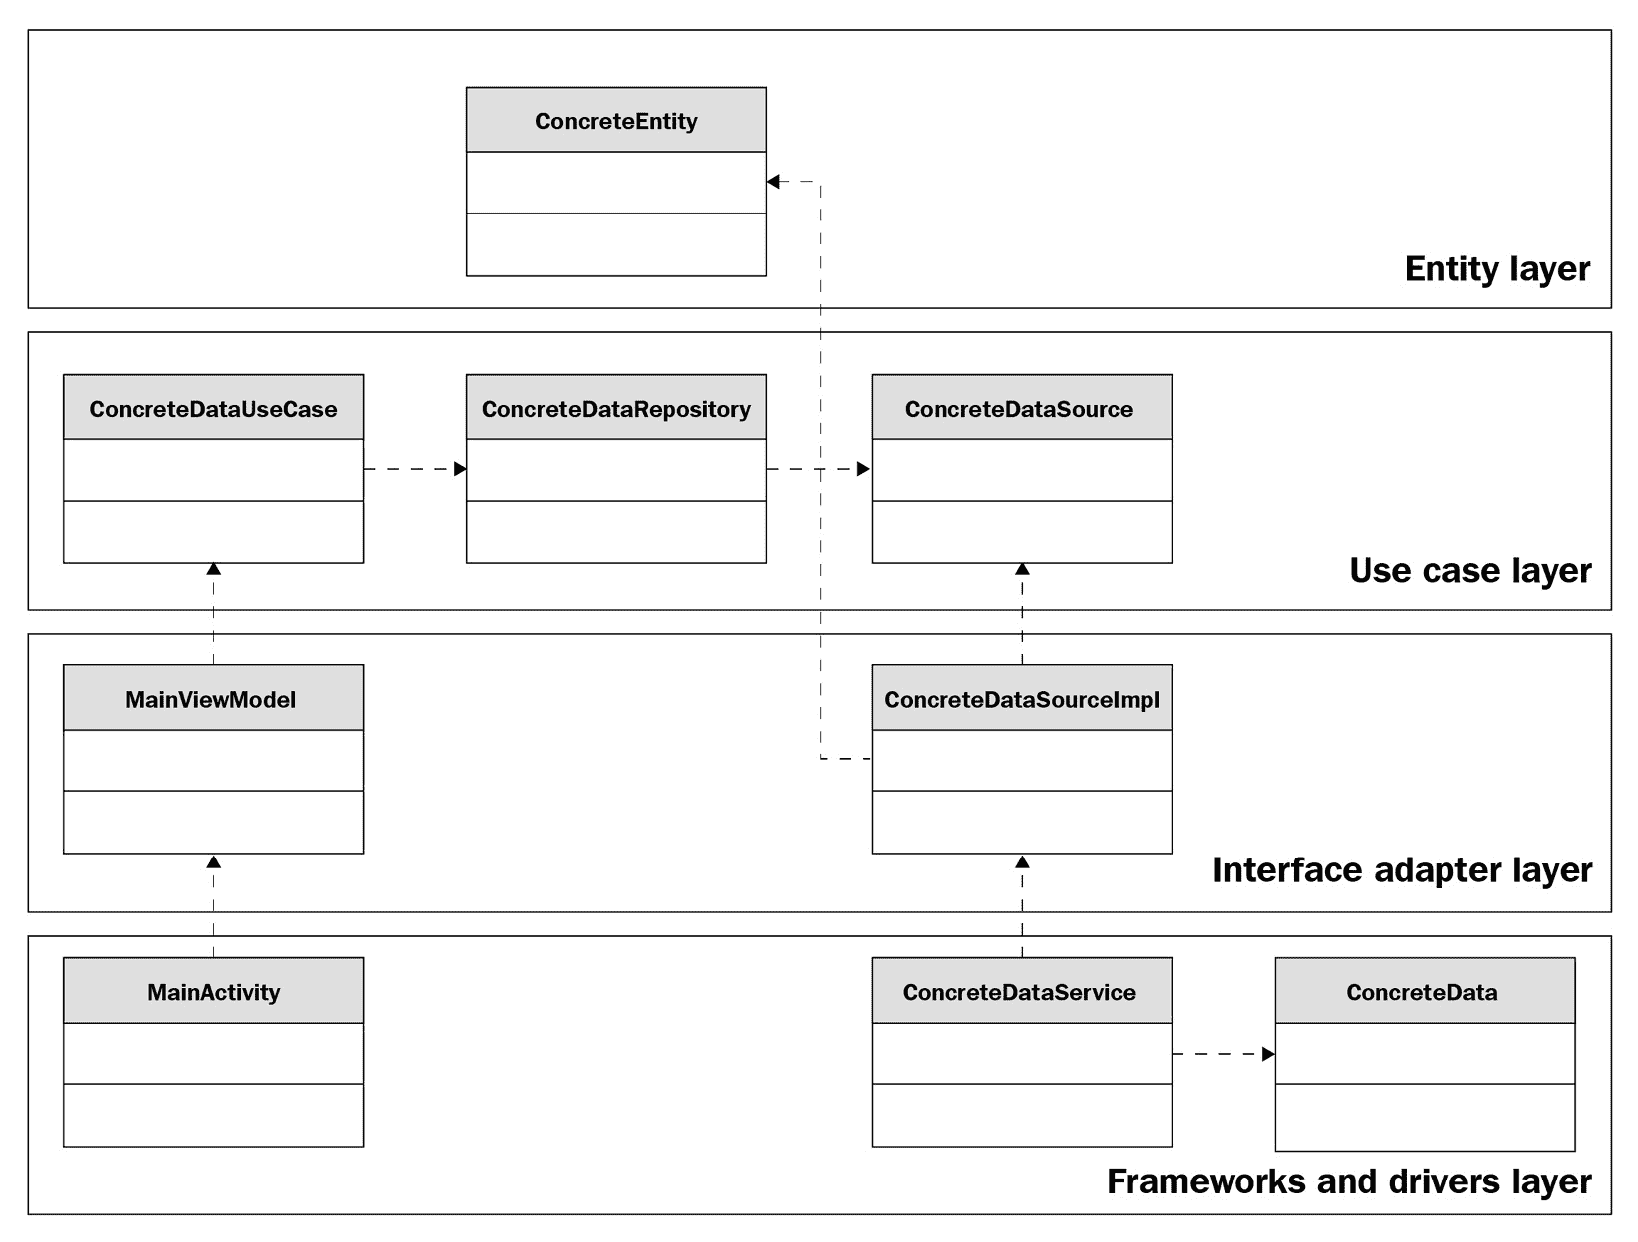 ConcreteEntity
Entity layer
ConcreteDataUseCase
ConcreteDataRepository
ConcreteDataSource
Use case layer
MainViewModel
ConcreteDataSourceImpl
Interface adapter layer
MainActivity
ConcreteDataService
ConcreteData
Frameworks and drivers layer